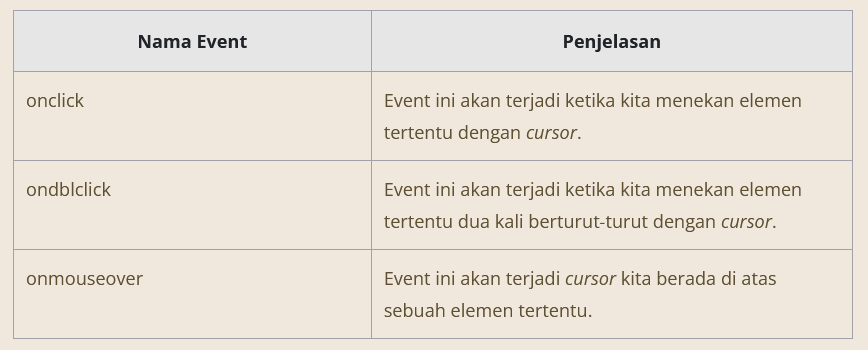 Nama Event
Penjelasan
onclick
Event ini akan terjadi ketika kita menekan elemen
tertentu dengan cursor.
ondblclick
Event ini akan terjadi ketika kita menekan elemen
tertentu dua kali berturut-turut dengan cursor.
onmouseover
Event ini akan terjadi cursor kita berada di atas
sebuah elemen tertentu.